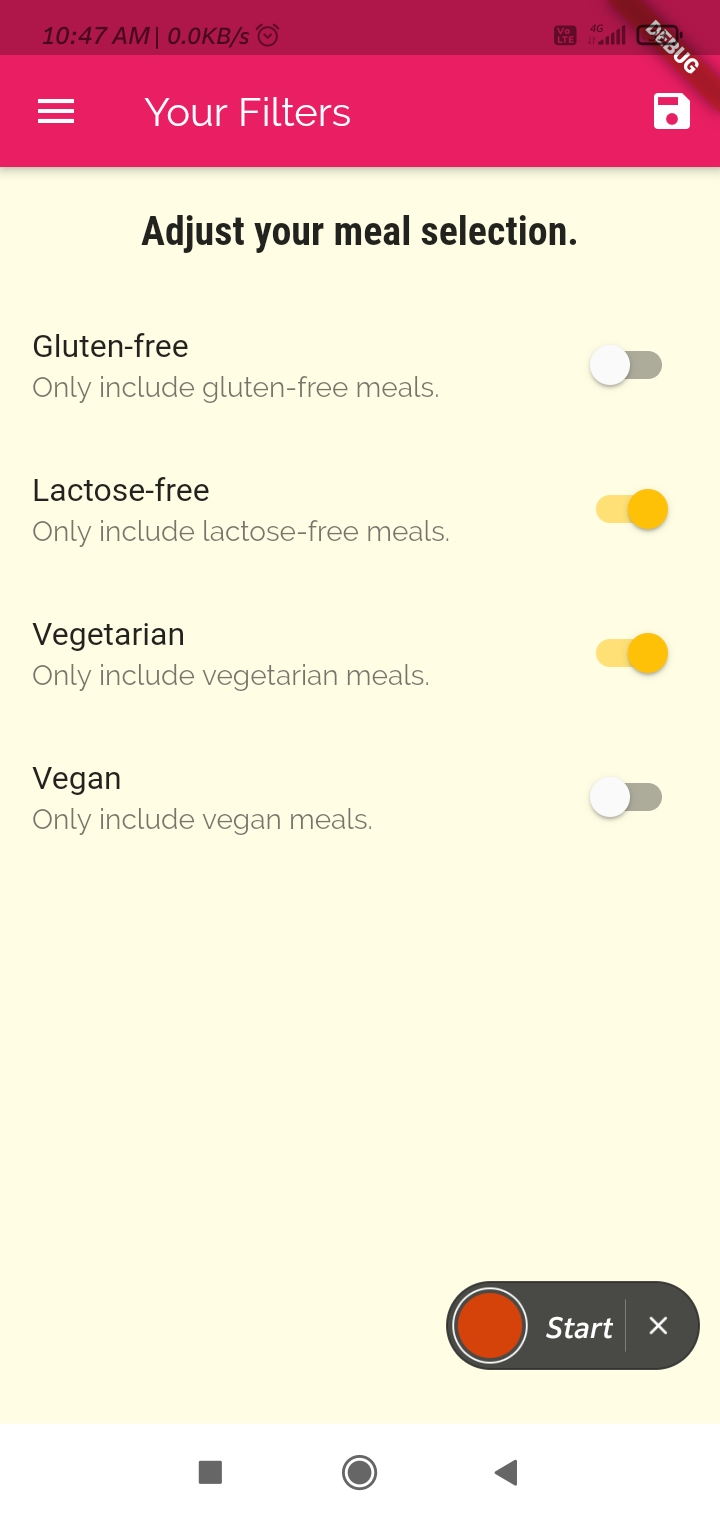 10:47 AM | 0.0KB/s
Vo LTE 4G
DEBUG
Your Filters
Adjust your meal selection.
Gluten-free
Only include gluten-free meals.
Lactose-free
Only include lactose-free meals.
Vegetarian
Only include vegetarian meals.
Vegan
Only include vegan meals.
Start